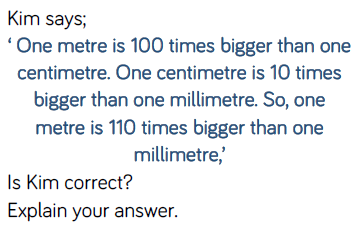 Kim says;
‘ One metre is 100 times bigger than one
centimetre. One centimetre is 10 times
bigger than one millimetre. So, one
metre is 110 times bigger than one
millimetre,’
Is Kim correct?
Explain your answer.